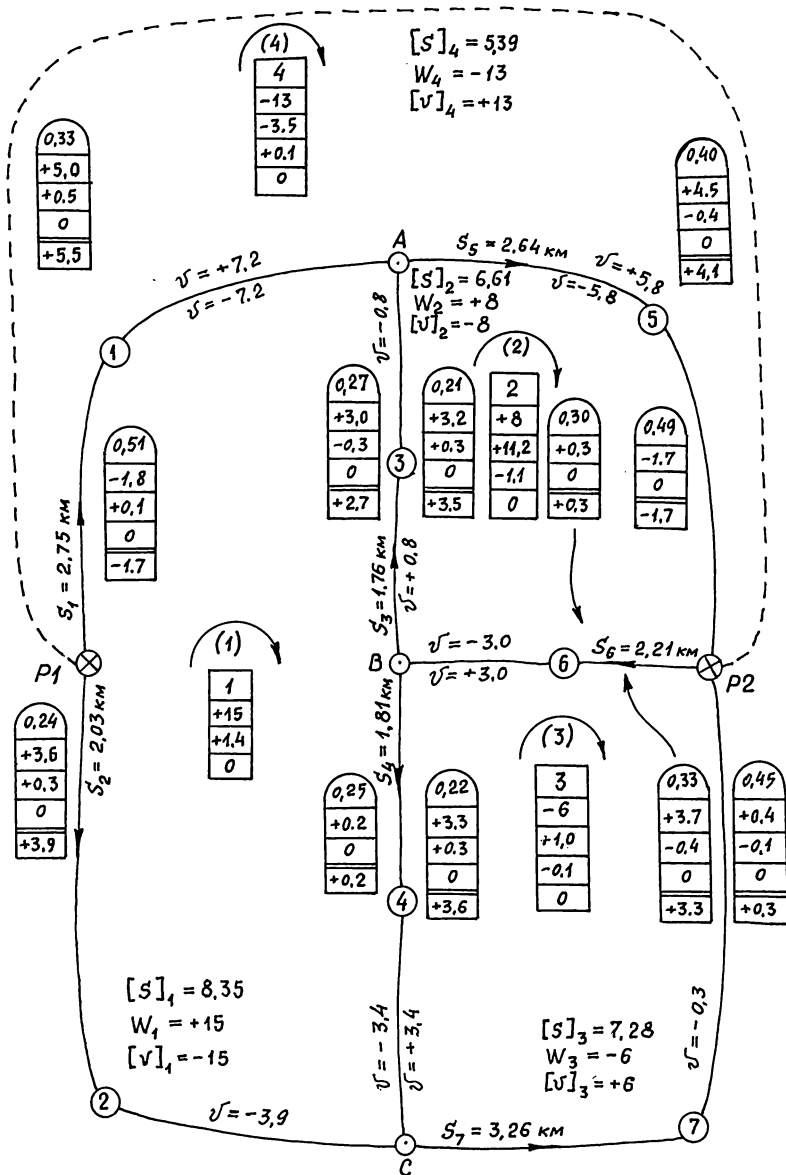 (4)
4
-13
-3.5
+0.1
0
[S]₄ = 5,39
W₄ = -13
[v]₄ = +13
0,33
+5,0
+0.5
0
+5,5
0,40
+4.5
-0.4
0
+4,1
A
S₅ = 2,64 км
v = +7,2
v = -7.2
v = +5,8
v = -5,8
[S]₂ = 6,61
W₂ = +8
[v]₂ = -8
1
5
v = -0,8
(2)
2
+8
+11,2
-1.1
0
0,27
+3,0
-0.3
0
+2,7
0,21
+3,2
+0.3
0
+3.5
0,30
+0.3
0
+0.3
0,49
-1.7
0
-1.7
0,51
-1,8
+0,1
0
-1.7
3
S₁ = 2,75 км
S₃ = 1.76 км
v = +0,8
P1
(1)
1
+15
+1.4
0
B
v = -3.0
v = +3,0
6
S₆ = 2,21 км
P2
S₂ = 2,03 км
0,24
+3,6
+0,3
0
+3,9
S₄ = 1,81 км
(3)
3
-6
+1,0
-0.1
0
0,25
+0.2
0
+0.2
0,22
+3.3
+0.3
0
+3,6
0,33
+3.7
-0.4
0
+3.3
0,45
+0.4
-0.1
0
+0.3
4
[S]₁ = 8,35
W₁ = +15
[v]₁ = -15
v = -3,4
v = +3,4
[S]₃ = 7,28
W₃ = -6
[v]₃ = +6
v = -0,3
2
v = -3,9
C
S₇ = 3,26 км
7